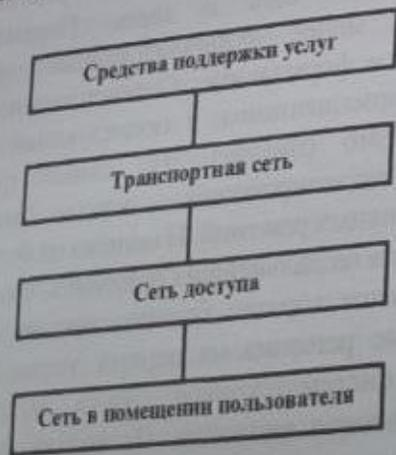 Средства поддержки услуг
Транспортная сеть
Сеть доступа
Сеть в помещении пользователя